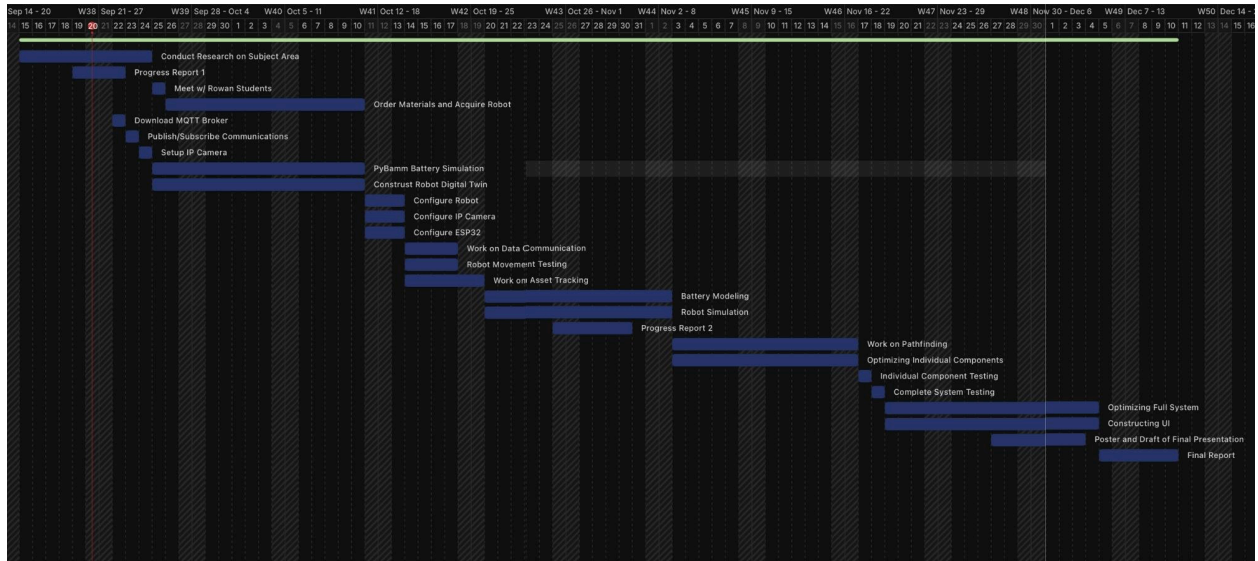 Sep 14 - 20 W38 Sep 21 - 27 W39 Sep 28 - Oct 4 W40 Oct 5 - 11 W41 Oct 12 - 18 W42 Oct 19 - 25 W43 Oct 26 - Nov 1 W44 Nov 2 - 8 W45 Nov 9 - 15 W46 Nov 16 - 22 W47 Nov 23 - 29 W48 Nov 30 - Dec 6 W49 Dec 7 - 13 W50 Dec 14 -
14 15 16 17 18 19 20 21 22 23 24 25 26 27 28 29 30 1 2 3 4 5 6 7 8 9 10 11 12 13 14 15 16 17 18 19 20 21 22 23 24 25 26 27 28 29 30 31 1 2 3 4 5 6 7 8 9 10 11 12 13 14 15 16 17 18 19 20 21 22 23 24 25 26 27 28 29 30 1 2 3 4 5 6 7 8 9 10 11 12 13 14 15 16
Conduct Research on Subject Area
Progress Report 1
Meet w/ Rowan Students
Order Materials and Acquire Robot
Download MQTT Broker
Publish/Subscribe Communications
Setup IP Camera
PyBamm Battery Simulation
Construst Robot Digital Twin
Configure Robot
Configure IP Camera
Configure ESP32
Work on Data Communication
Robot Movement Testing
Work on Asset Tracking
Battery Modeling
Robot Simulation
Progress Report 2
Work on Pathfinding
Optimizing Individual Components
Individual Component Testing
Complete System Testing
Optimizing Full System
Constructing UI
Poster and Draft of Final Presentation
Final Report